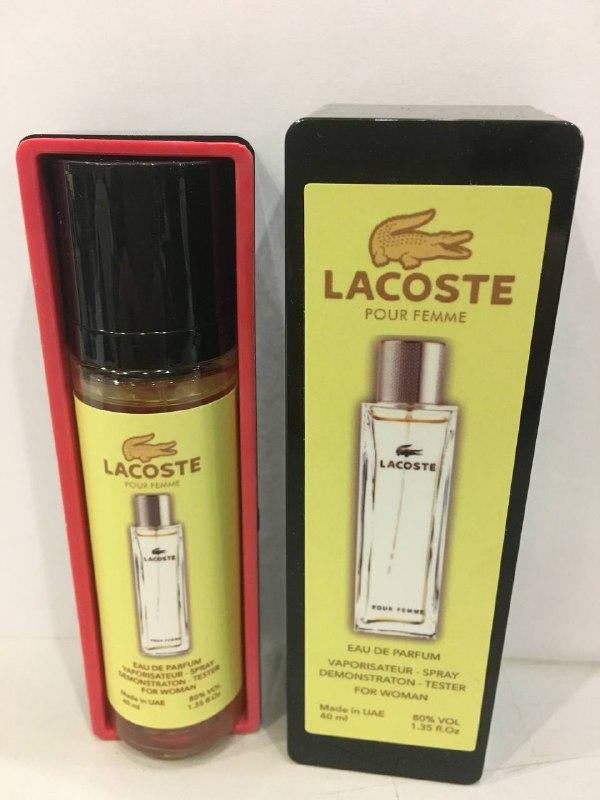 LACOSTE
POUR FEMME
LACOSTE
POUR FEMME
EAU DE PARFUM
VAPORISATEUR - SPRAY
DEMONSTRATON - TESTER
FOR WOMAN
Made in UAE 80% VOL
40 ml 1.35 fl.Oz
LACOSTE
POUR FEMME
LACOSTE
POUR FEMME
EAU DE PARFUM
VAPORISATEUR - SPRAY
DEMONSTRATON - TESTER
FOR WOMAN
Made in UAE 80% VOL
40 ml 1.35 fl.Oz